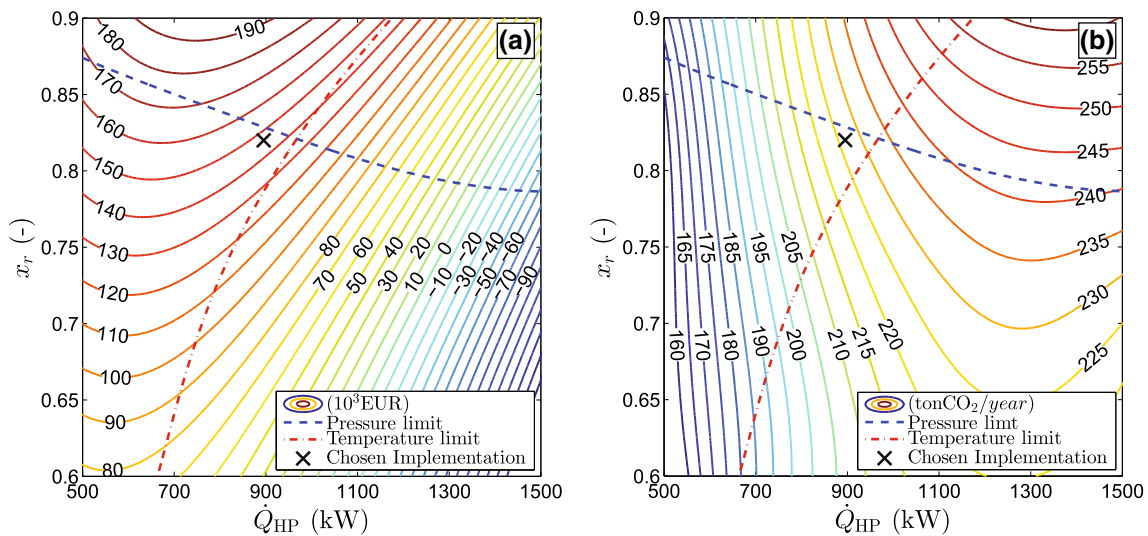 (a)
0.9
0.85
0.8
0.75
0.7
0.65
0.6
x_r (-)
180
190
170
160
150
140
130
120
110
100
90
80
80 60 40 20 0 −20 −40 −60
70 50 30 10 −10 −30 −50 −70 −90
(10³EUR)
Pressure limit
Temperature limit
Chosen Implementation
500 700 900 1100 1300 1500
Q̇_HP (kW)
(b)
0.9
0.85
0.8
0.75
0.7
0.65
0.6
x_r (-)
255
250
245
240
235
230
225
165 175 185 195 205
160 170 180 190 200 210 215 220
(tonCO₂/year)
Pressure limt
Temperature limit
Chosen Implementation
500 700 900 1100 1300 1500
Q̇_HP (kW)